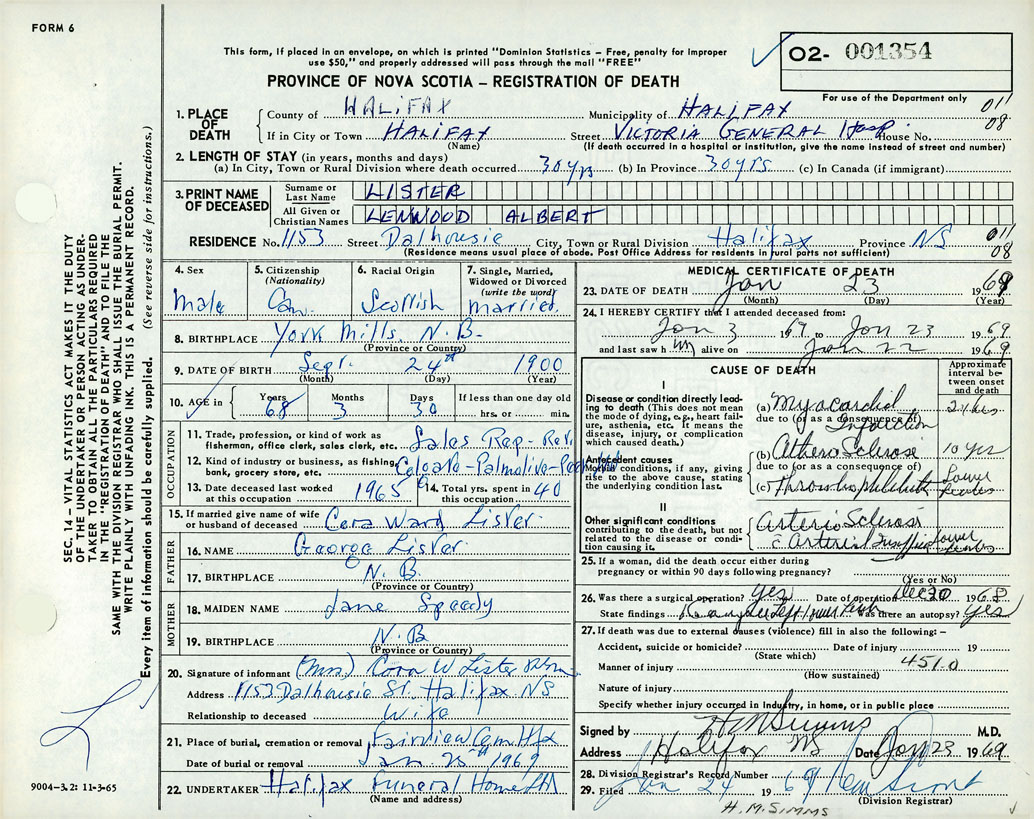 FORM 6
This form, if placed in an envelope, on which is printed "Dominion Statistics – Free, penalty for improper
use $50," and properly addressed will pass through the mail "FREE"
O2- 001354
For use of the Department only
PROVINCE OF NOVA SCOTIA – REGISTRATION OF DEATH
SEC. 14 – VITAL STATISTICS ACT MAKES IT THE DUTY
OF THE UNDERTAKER OR PERSON ACTING AS UNDER-
TAKER TO OBTAIN ALL THE PARTICULARS REQUIRED
IN THE "REGISTRATION OF DEATH" AND TO FILE THE
SAME WITH THE DIVISION REGISTRAR WHO SHALL ISSUE THE BURIAL PERMIT.
WRITE PLAINLY WITH UNFADING INK. THIS IS A PERMANENT RECORD.
Every item of information should be carefully supplied. (See reverse side for instructions.)
1. PLACE OF DEATH County of HALIFAX Municipality of HALIFAX 011 08
If in City or Town HALIFAX Street VICTORIA GENERAL Hosp. House No.
(Name) (If death occurred in a hospital or institution, give the name instead of street and number)
2. LENGTH OF STAY (in years, months and days)
(a) In City, Town or Rural Division where death occurred 30 yrs (b) In Province 30 yrs (c) In Canada (if immigrant)
3. PRINT NAME OF DECEASED Surname or Last Name LISTER
All Given or Christian Names LENWOOD ALBERT
RESIDENCE No. 1153 Street Dalhousie City, Town or Rural Division Halifax Province NS 011 08
(Residence means usual place of abode. Post Office Address for residents in rural parts not sufficient)
4. Sex Male
5. Citizenship (Nationality) Can.
6. Racial Origin Scottish
7. Single, Married, Widowed or Divorced (write the word) married.
8. BIRTHPLACE York Mills, N.B.
(Province or Country)
9. DATE OF BIRTH Sept. 24th 1900
(Month) (Day) (Year)
10. AGE in Years 68 Months 3 Days 30 If less than one day old hrs. or min.
OCCUPATION
11. Trade, profession, or kind of work as
fisherman, office clerk, sales clerk, etc. Sales Rep - Ret.
12. Kind of industry or business, as fishing,
bank, grocery store, etc. Colgate-Palmolive-Peet Ltd
13. Date deceased last worked at this occupation 1965 14. Total yrs. spent in this occupation 40
15. If married give name of wife or husband of deceased Cora Ward Lister
FATHER
16. NAME George Lister
17. BIRTHPLACE N.B.
(Province or Country)
MOTHER
18. MAIDEN NAME Jane Speedy
19. BIRTHPLACE N.B
(Province or Country)
20. Signature of informant (Mrs) Cora W Lister
Address 1153 Dalhousie St. Halifax NS
Relationship to deceased Wife
21. Place of burial, cremation or removal Fairview Cem. Hfx
Date of burial or removal Jan. 25th 1969
22. UNDERTAKER Halifax Funeral Home Ltd
(Name and address)
9004-3.2: 11-3-65
MEDICAL CERTIFICATE OF DEATH
23. DATE OF DEATH Jan 23 1969
(Month) (Day) (Year)
24. I HEREBY CERTIFY that I attended deceased from:
Jan 3 1969 to Jan 23 1969
and last saw him alive on Jan 22 1969
CAUSE OF DEATH
Approximate interval between onset and death
I
Disease or condition directly leading to death (This does not mean the mode of dying, e.g., heart failure, asthenia, etc. It means the disease, injury, or complication which caused death.)
(a) Myocardial Infarction
due to (or as a consequence of)
Antecedent causes
Morbid conditions, if any, giving rise to the above cause, stating the underlying condition last.
(b) Atherosclerosis 10 yrs
due to (or as a consequence of)
(c) Thrombophlebitis Lower
II
Other significant conditions
contributing to the death, but not related to the disease or condition causing it.
Arteriosclerosis
c Arterial Insuffic Lower Limbs
25. If a woman, did the death occur either during
pregnancy or within 90 days following pregnancy?
(Yes or No)
26. Was there a surgical operation? Yes Date of operation Dec 30 1968
State findings Was there an autopsy? Yes
27. If death was due to external causes (violence) fill in also the following: –
Accident, suicide or homicide? Date of injury 19
(State which)
Manner of injury 451.0
(How sustained)
Nature of injury
Specify whether injury occurred in Industry, in home, or in public place
Signed by H M Simms M.D.
Address Halifax NS Date Jan 23 1969
28. Division Registrar's Record Number
29. Filed Jan 24 1969
(Division Registrar)
H.M. SIMMS